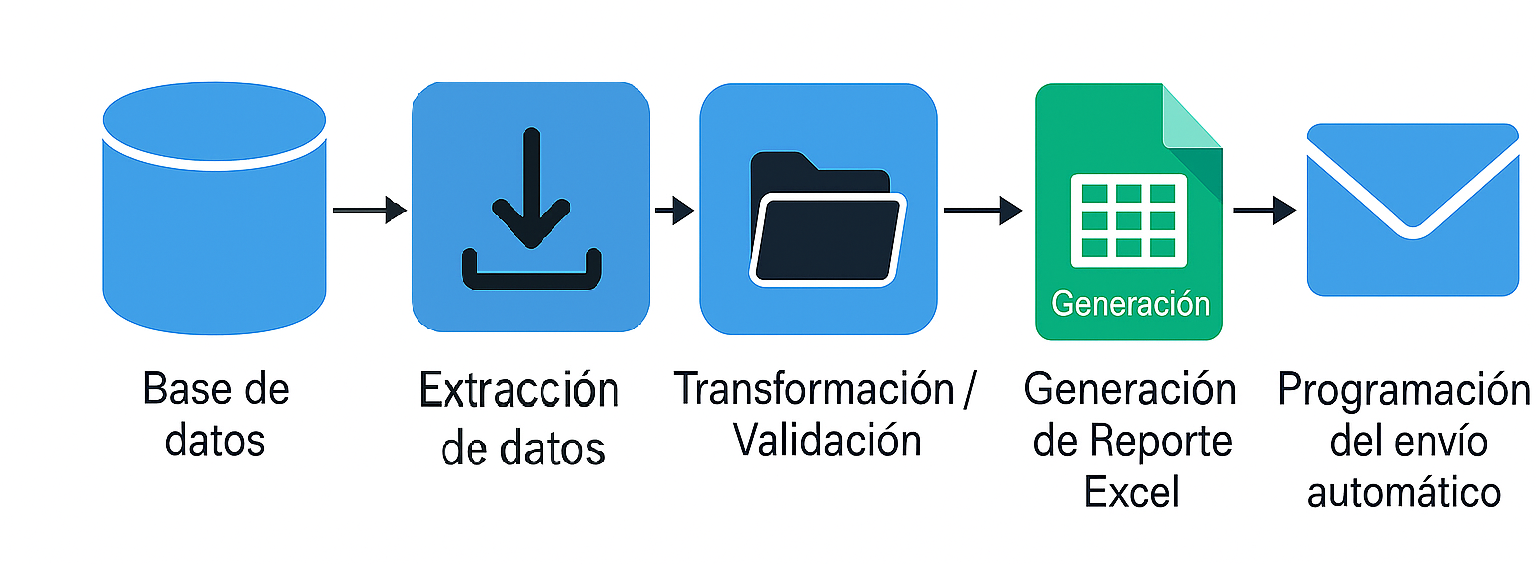 Generación
Base de
datos
Extracción
de datos
Transformación /
Validación
Generación
de Reporte
Excel
Programación
del envío
automático